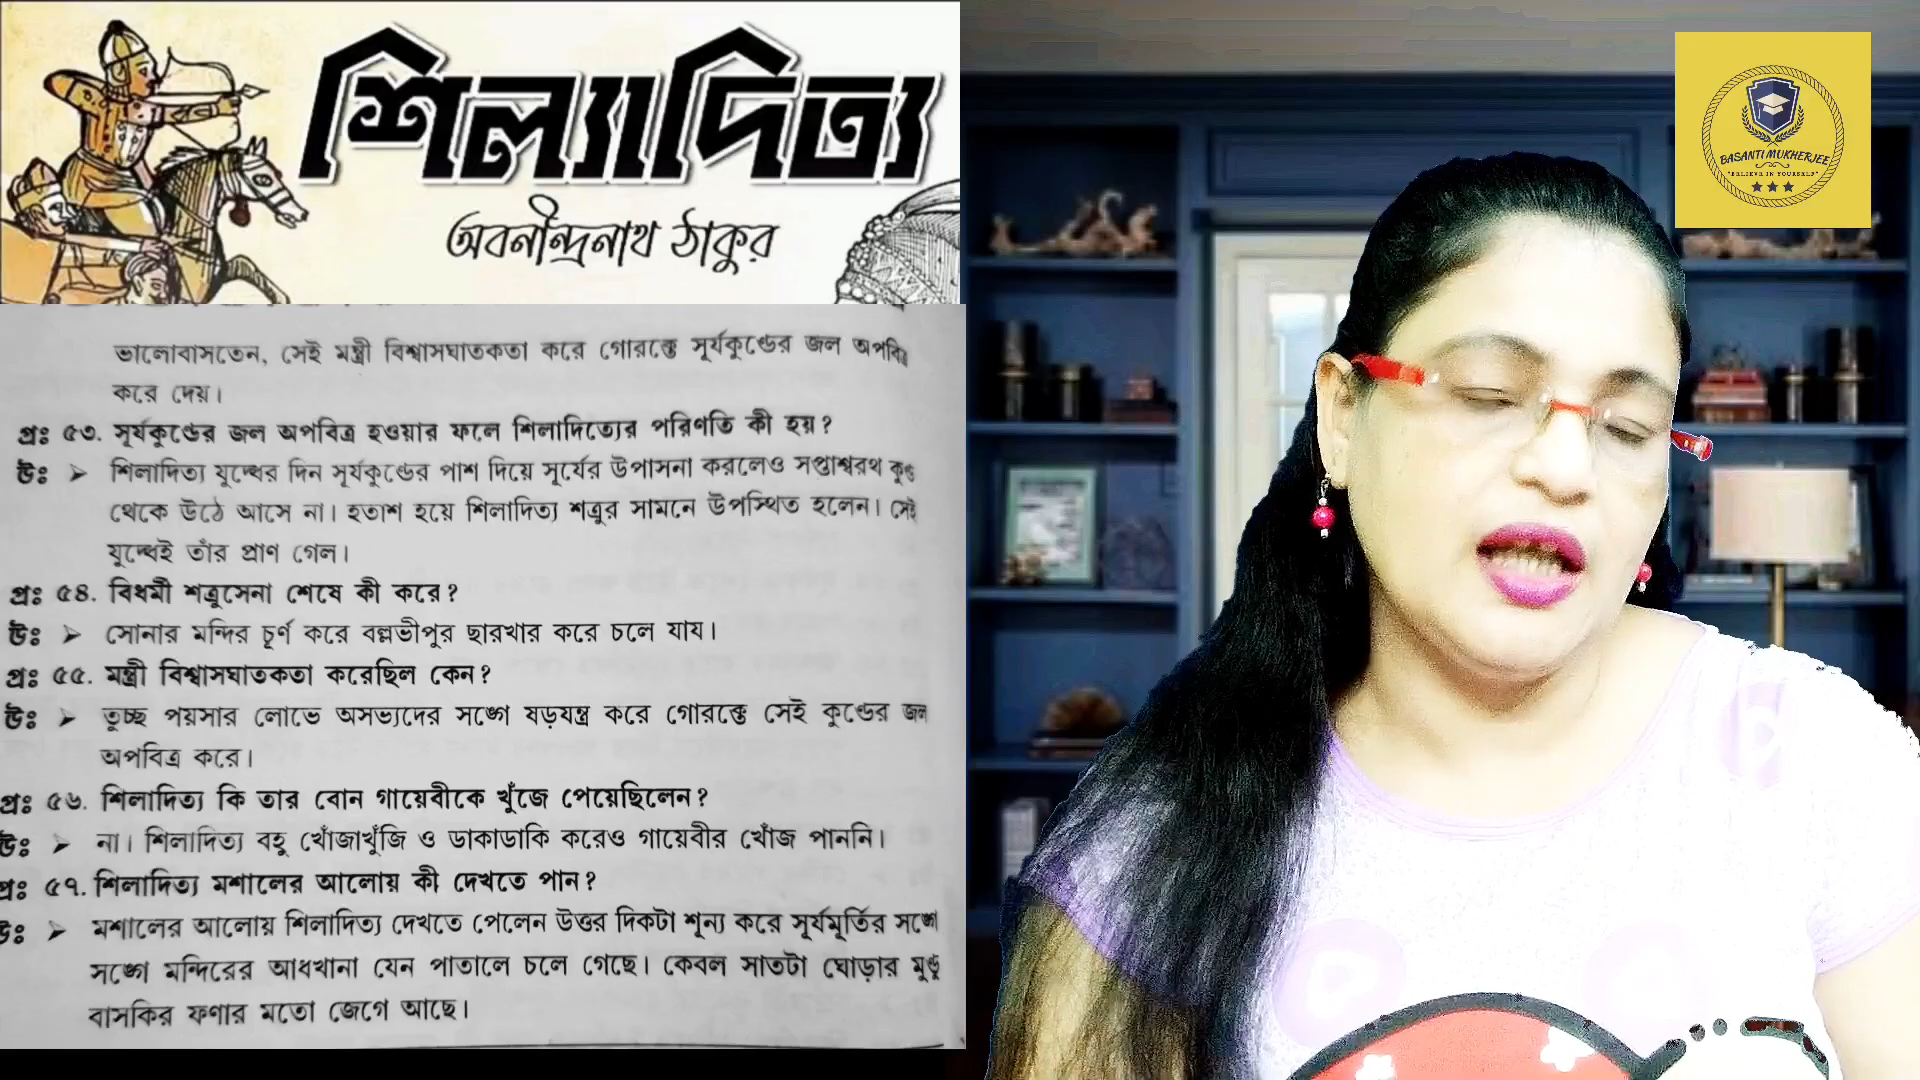 শিল্যাদিত্য
অবনীন্দ্রনাথ ঠাকুর
BASANTI MUKHERJEE
"BELIEVE IN YOURSELF"
ভালোবাসতেন, সেই মন্ত্রী বিশ্বাসঘাতকতা করে গোরক্তে সূর্যকুণ্ডের জল অপবিত্র
করে দেয়।
প্রঃ ৫৩. সূর্যকুণ্ডের জল অপবিত্র হওয়ার ফলে শিলাদিত্যের পরিণতি কী হয়?
উঃ ➤ শিলাদিত্য যুদ্ধের দিন সূর্যকুণ্ডের পাশ দিয়ে সূর্যের উপাসনা করলেও সপ্তাশ্বরথ কুণ্ড
থেকে উঠে আসে না। হতাশ হয়ে শিলাদিত্য শত্রুর সামনে উপস্থিত হলেন। সেই
যুদ্ধেই তাঁর প্রাণ গেল।
প্রঃ ৫৪. বিধর্মী শত্রুসেনা শেষে কী করে?
উঃ ➤ সোনার মন্দির চূর্ণ করে বল্লভীপুর ছারখার করে চলে যায়।
প্রঃ ৫৫. মন্ত্রী বিশ্বাসঘাতকতা করেছিল কেন?
উঃ ➤ তুচ্ছ পয়সার লোভে অসভ্যদের সঙ্গে ষড়যন্ত্র করে গোরক্তে সেই কুণ্ডের জল
অপবিত্র করে।
প্রঃ ৫৬. শিলাদিত্য কি তার বোন গায়েবীকে খুঁজে পেয়েছিলেন?
উঃ ➤ না। শিলাদিত্য বহু খোঁজাখুঁজি ও ডাকাডাকি করেও গায়েবীর খোঁজ পাননি।
প্রঃ ৫৭. শিলাদিত্য মশালের আলোয় কী দেখতে পান?
উঃ ➤ মশালের আলোয় শিলাদিত্য দেখতে পেলেন উত্তর দিকটা শূন্য করে সূর্যমূর্তির সঙ্গে
সঙ্গে মন্দিরের আধখানা যেন পাতালে চলে গেছে। কেবল সাতটা ঘোড়ার মুণ্ডু
বাসকির ফণার মতো জেগে আছে।